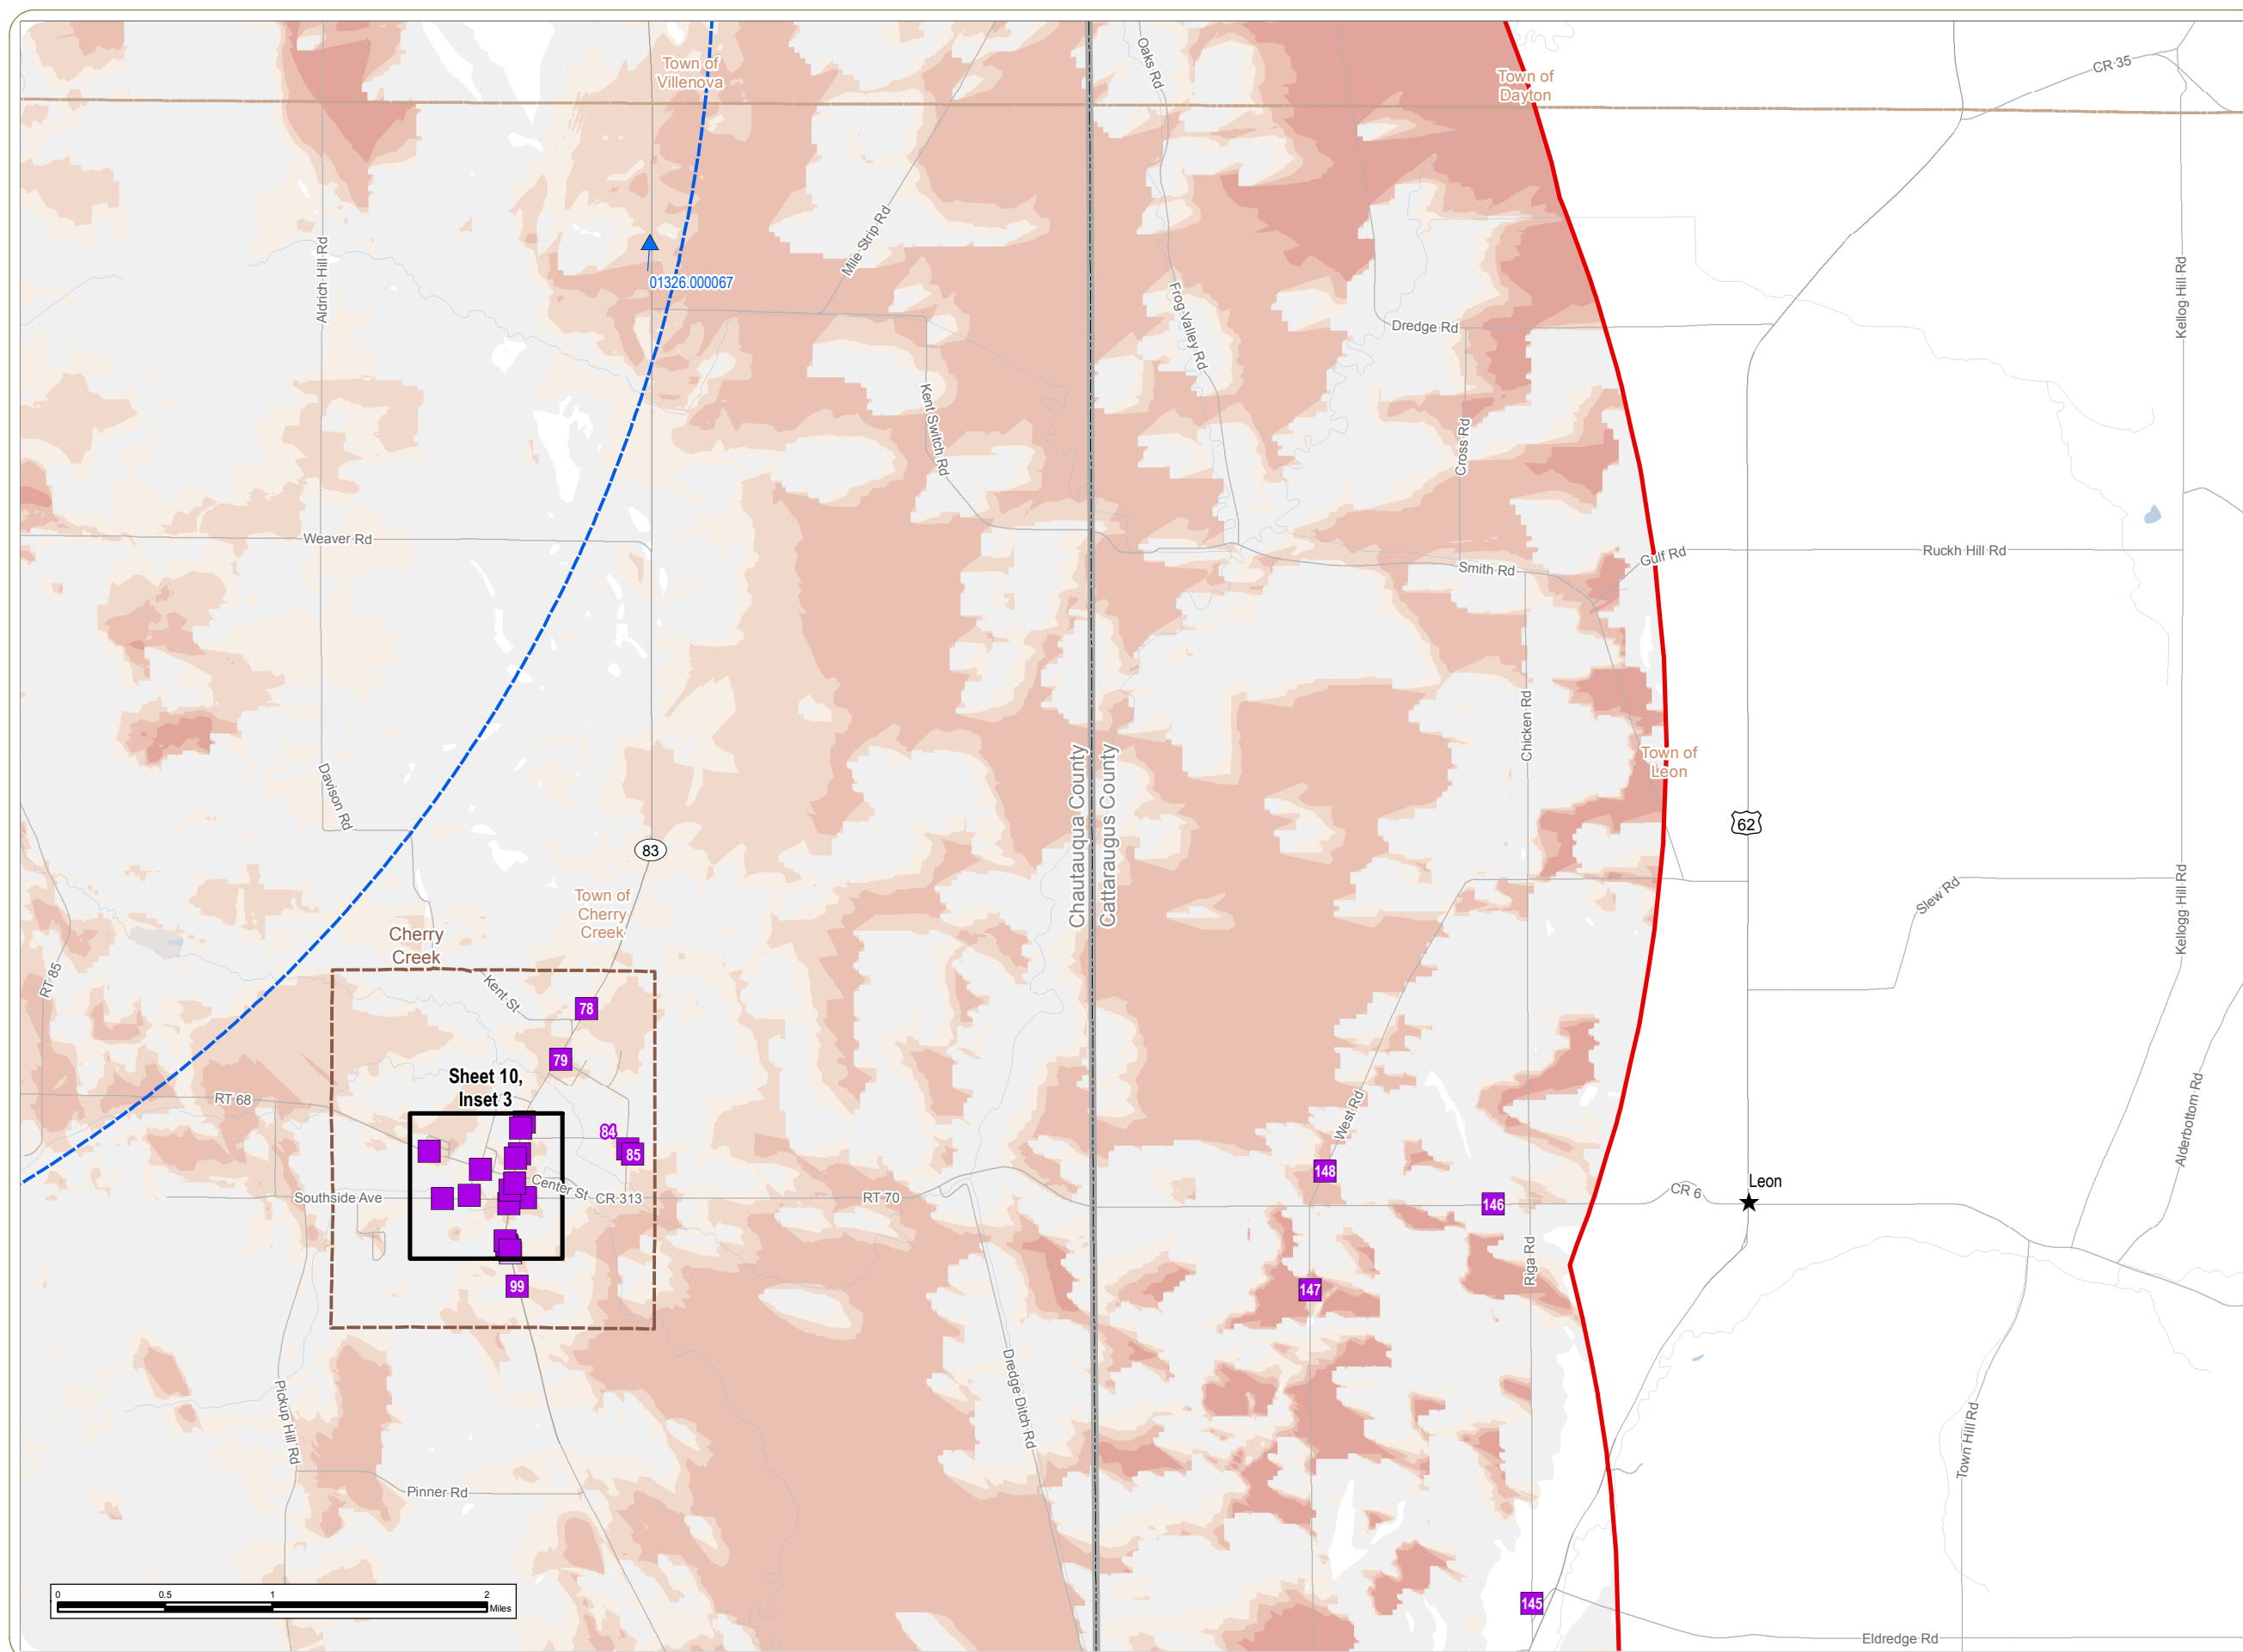 Town of
Villenova
Oaks Rd
Town of
Dayton
CR 35
Aldrich Hill Rd
Mile Strip Rd
01326.000067
Frog Valley Rd
Dredge Rd
Kellog Hill Rd
Kent Switch Rd
Cross Rd
Weaver Rd
Smith Rd
Gulf Rd
Ruckh Hill Rd
Davison Rd
Chautauqua County
Cattaraugus County
Chicken Rd
Town of
Leon
62
83
Town of
Cherry
Creek
Cherry
Creek
Slew Rd
Kellogg Hill Rd
RT 85
Kent St
78
79
Sheet 10,
Inset 3
RT 68
84
85
West Rd
Alderbottom Rd
148
Center St
Southside Ave
CR 313
RT 70
146
CR 6
Leon
99
147
Riga Rd
Pickup Hill Rd
Dredge Ditch Rd
Town Hill Rd
Pinner Rd
0
0.5
1
2
Miles
145
Eldredge Rd